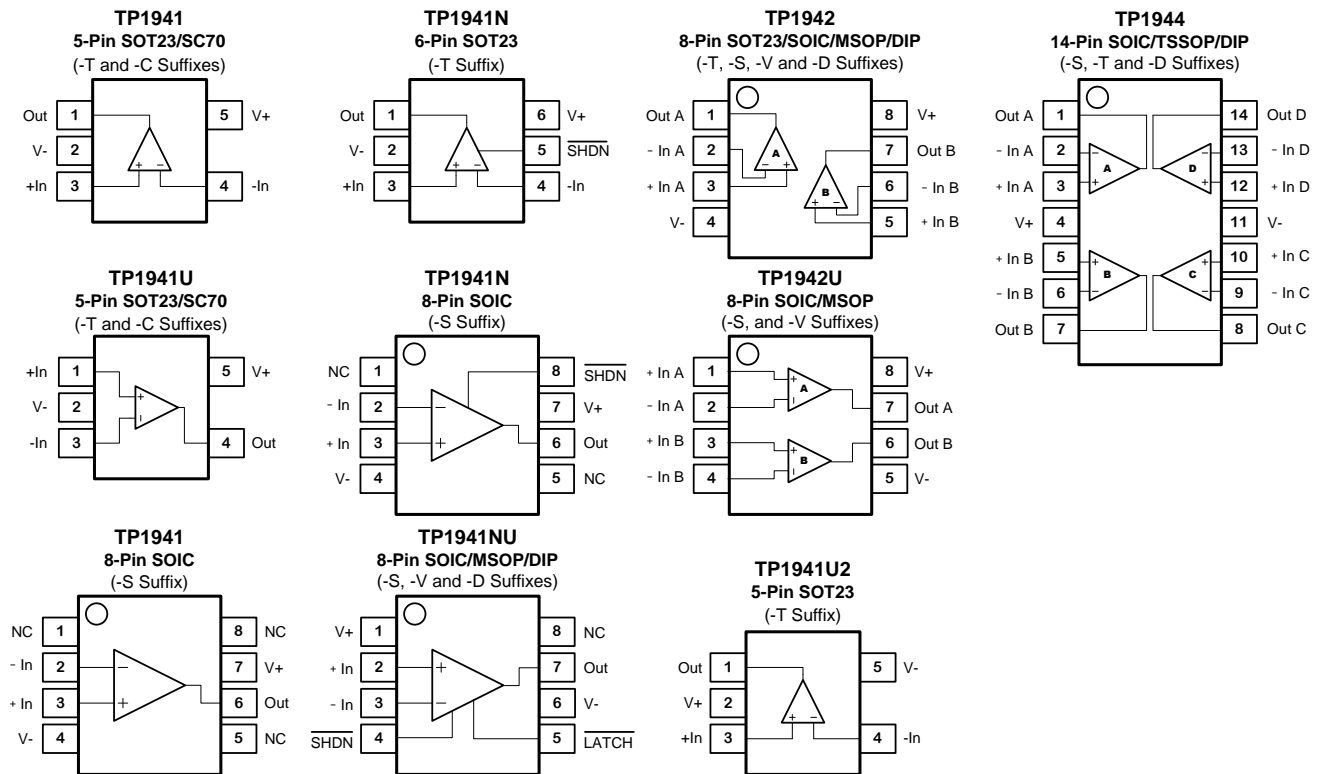 TP1941
5-Pin SOT23/SC70
(-T and -C Suffixes)
Out 1
V- 2
+In 3
5 V+
4 -In
+ -
TP1941N
6-Pin SOT23
(-T Suffix)
Out 1
V- 2
+In 3
6 V+
5 SHDN
4 -In
+ -
TP1942
8-Pin SOT23/SOIC/MSOP/DIP
(-T, -S, -V and -D Suffixes)
Out A 1
- In A 2
+ In A 3
V- 4
8 V+
7 Out B
6 - In B
5 + In B
A
- +
B
+ -
TP1944
14-Pin SOIC/TSSOP/DIP
(-S, -T and -D Suffixes)
Out A 1
- In A 2
+ In A 3
V+ 4
+ In B 5
- In B 6
Out B 7
14 Out D
13 - In D
12 + In D
11 V-
10 + In C
9 - In C
8 Out C
A
- +
D
- +
B
+ -
C
+ -
TP1941U
5-Pin SOT23/SC70
(-T and -C Suffixes)
+In 1
V- 2
-In 3
5 V+
4 Out
+ -
TP1941N
8-Pin SOIC
(-S Suffix)
NC 1
- In 2
+ In 3
V- 4
8 SHDN
7 V+
6 Out
5 NC
- +
TP1942U
8-Pin SOIC/MSOP
(-S, and -V Suffixes)
+ In A 1
- In A 2
+ In B 3
- In B 4
8 V+
7 Out A
6 Out B
5 V-
A
+ -
B
+ -
TP1941
8-Pin SOIC
(-S Suffix)
NC 1
- In 2
+ In 3
V- 4
8 NC
7 V+
6 Out
5 NC
- +
TP1941NU
8-Pin SOIC/MSOP/DIP
(-S, -V and -D Suffixes)
V+ 1
+ In 2
- In 3
SHDN 4
8 NC
7 Out
6 V-
5 LATCH
+ -
TP1941U2
5-Pin SOT23
(-T Suffix)
Out 1
V+ 2
+In 3
5 V-
4 -In
+ -